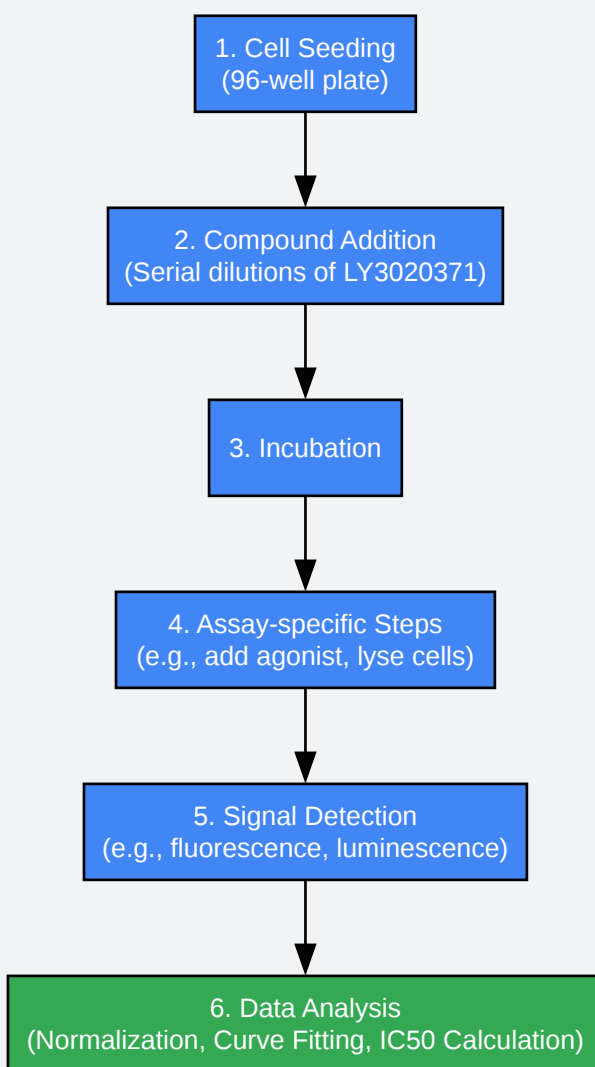 1. Cell Seeding
(96-well plate)
2. Compound Addition
(Serial dilutions of LY3020371)
3. Incubation
4. Assay-specific Steps
(e.g., add agonist, lyse cells)
5. Signal Detection
(e.g., fluorescence, luminescence)
6. Data Analysis
(Normalization, Curve Fitting, IC50 Calculation)